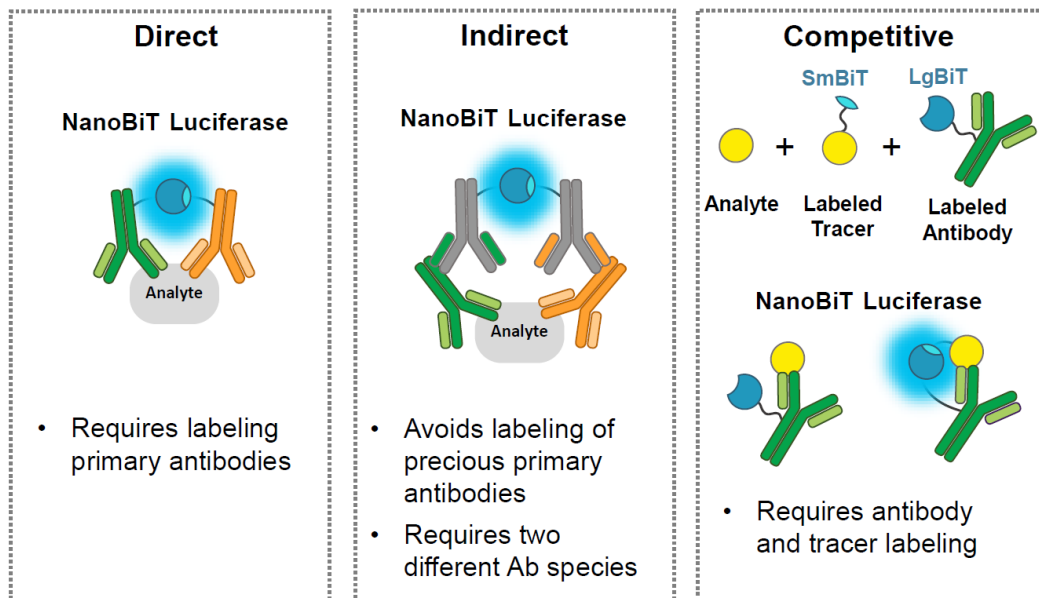 Direct
NanoBiT Luciferase
Analyte
• Requires labeling
primary antibodies
Indirect
NanoBiT Luciferase
Analyte
• Avoids labeling of
precious primary
antibodies
• Requires two
different Ab species
Competitive
SmBiT LgBiT
+ +
Analyte
Labeled
Tracer
Labeled
Antibody
NanoBiT Luciferase
• Requires antibody
and tracer labeling